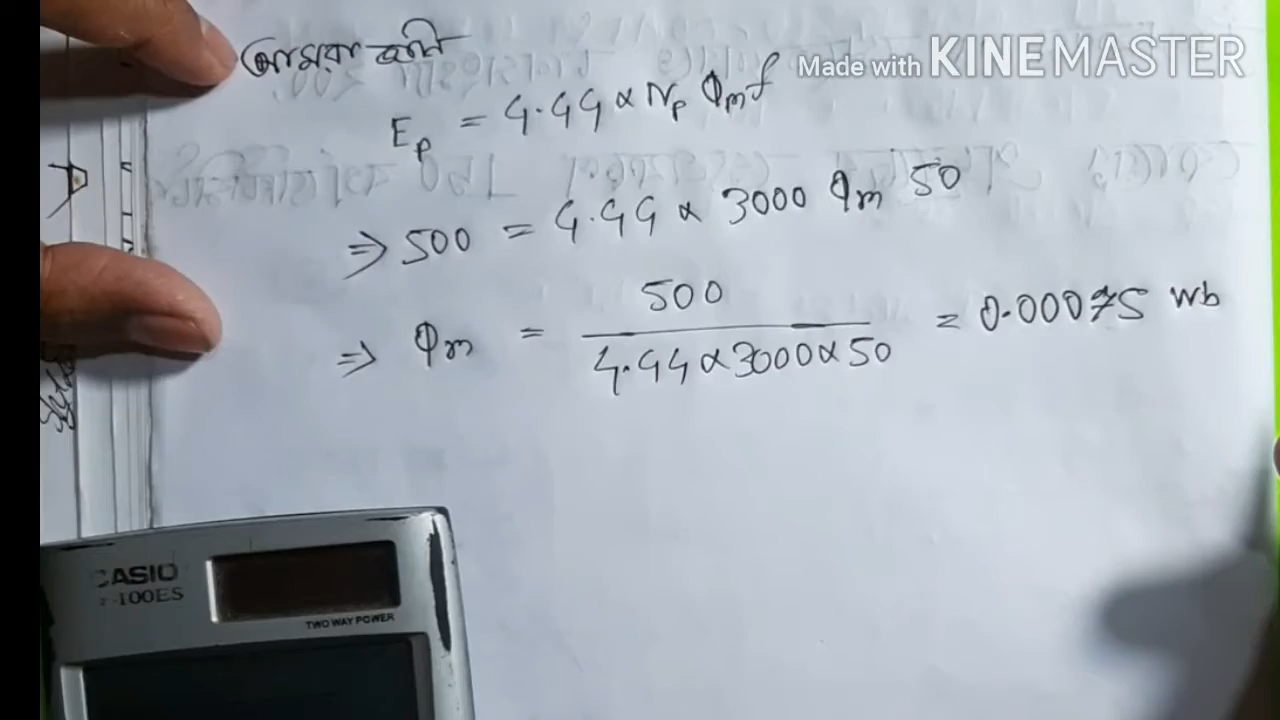 আমরা জানি
Made with KINEMASTER
Ep = 4.44 × Np Φm f
⇒ 500 = 4.44 × 3000 Φm 50
⇒ Φm = 500 / 4.44×3000×50 = 0.00075 wb
CASIO
-100ES
TWO WAY POWER